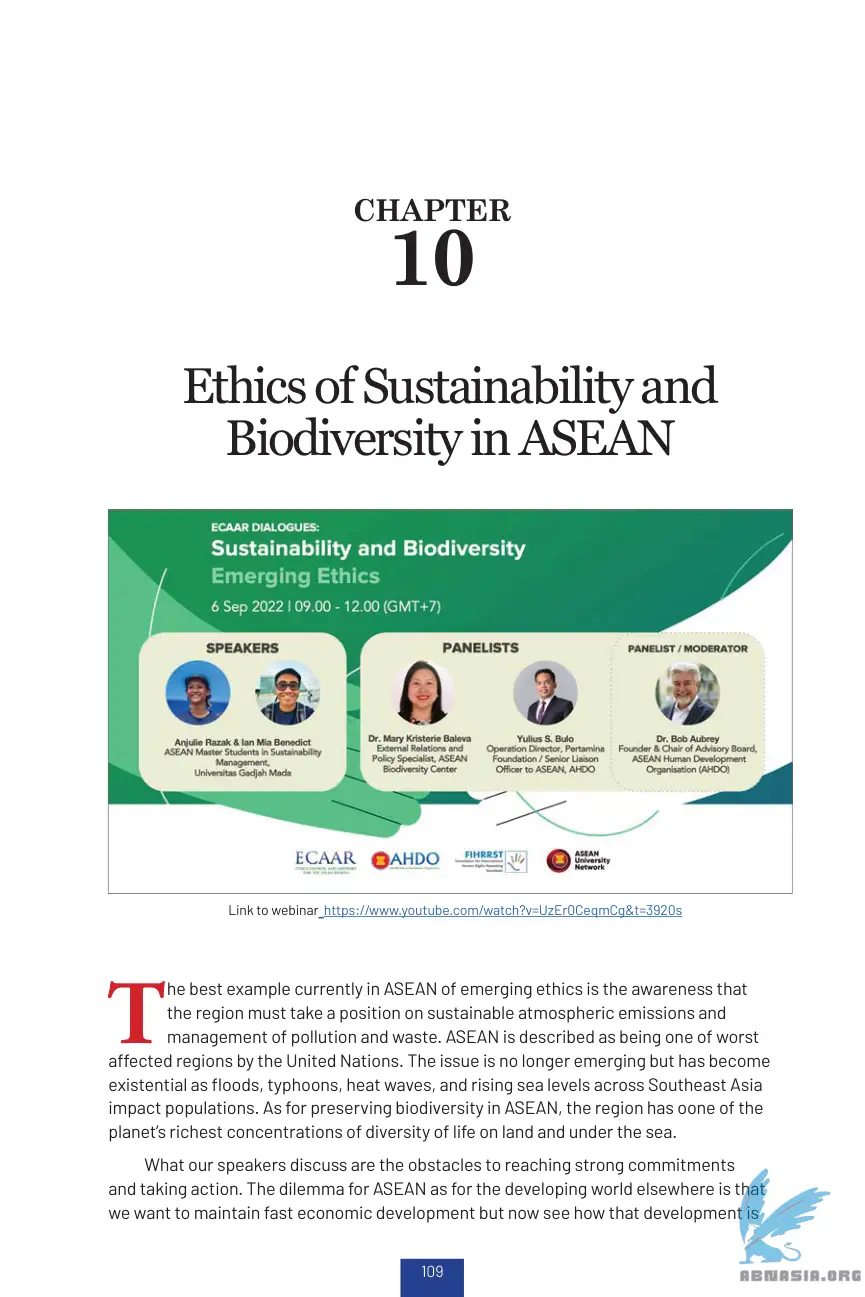 CHAPTER
10
Ethics of Sustainability and
Biodiversity in ASEAN
ECAAR DIALOGUES:
Sustainability and Biodiversity
Emerging Ethics
6 Sep 2022 | 09.00 - 12.00 (GMT+7)
SPEAKERS
Anjulie Razak & Ian Mia Benedict
ASEAN Master Students in Sustainability
Management,
Universitas Gadjah Mada
PANELISTS
Dr. Mary Kristerie Baleva
External Relations and
Policy Specialist, ASEAN
Biodiversity Center
Yulius S. Bulo
Operation Director, Pertamina
Foundation / Senior Liaison
Officer to ASEAN, AHDO
PANELIST / MODERATOR
Dr. Bob Aubrey
Founder & Chair of Advisory Board,
ASEAN Human Development
Organisation (AHDO)
ECAAR
AHDO
FIHRRST
ASEAN
University
Network
Link to webinar https://www.youtube.com/watch?v=UzEr0CeqmCg&t=3920s
The best example currently in ASEAN of emerging ethics is the awareness that
the region must take a position on sustainable atmospheric emissions and
management of pollution and waste. ASEAN is described as being one of worst
affected regions by the United Nations. The issue is no longer emerging but has become
existential as floods, typhoons, heat waves, and rising sea levels across Southeast Asia
impact populations. As for preserving biodiversity in ASEAN, the region has oone of the
planet's richest concentrations of diversity of life on land and under the sea.
What our speakers discuss are the obstacles to reaching strong commitments
and taking action. The dilemma for ASEAN as for the developing world elsewhere is that
we want to maintain fast economic development but now see how that development is
109
ABNASIA.ORG